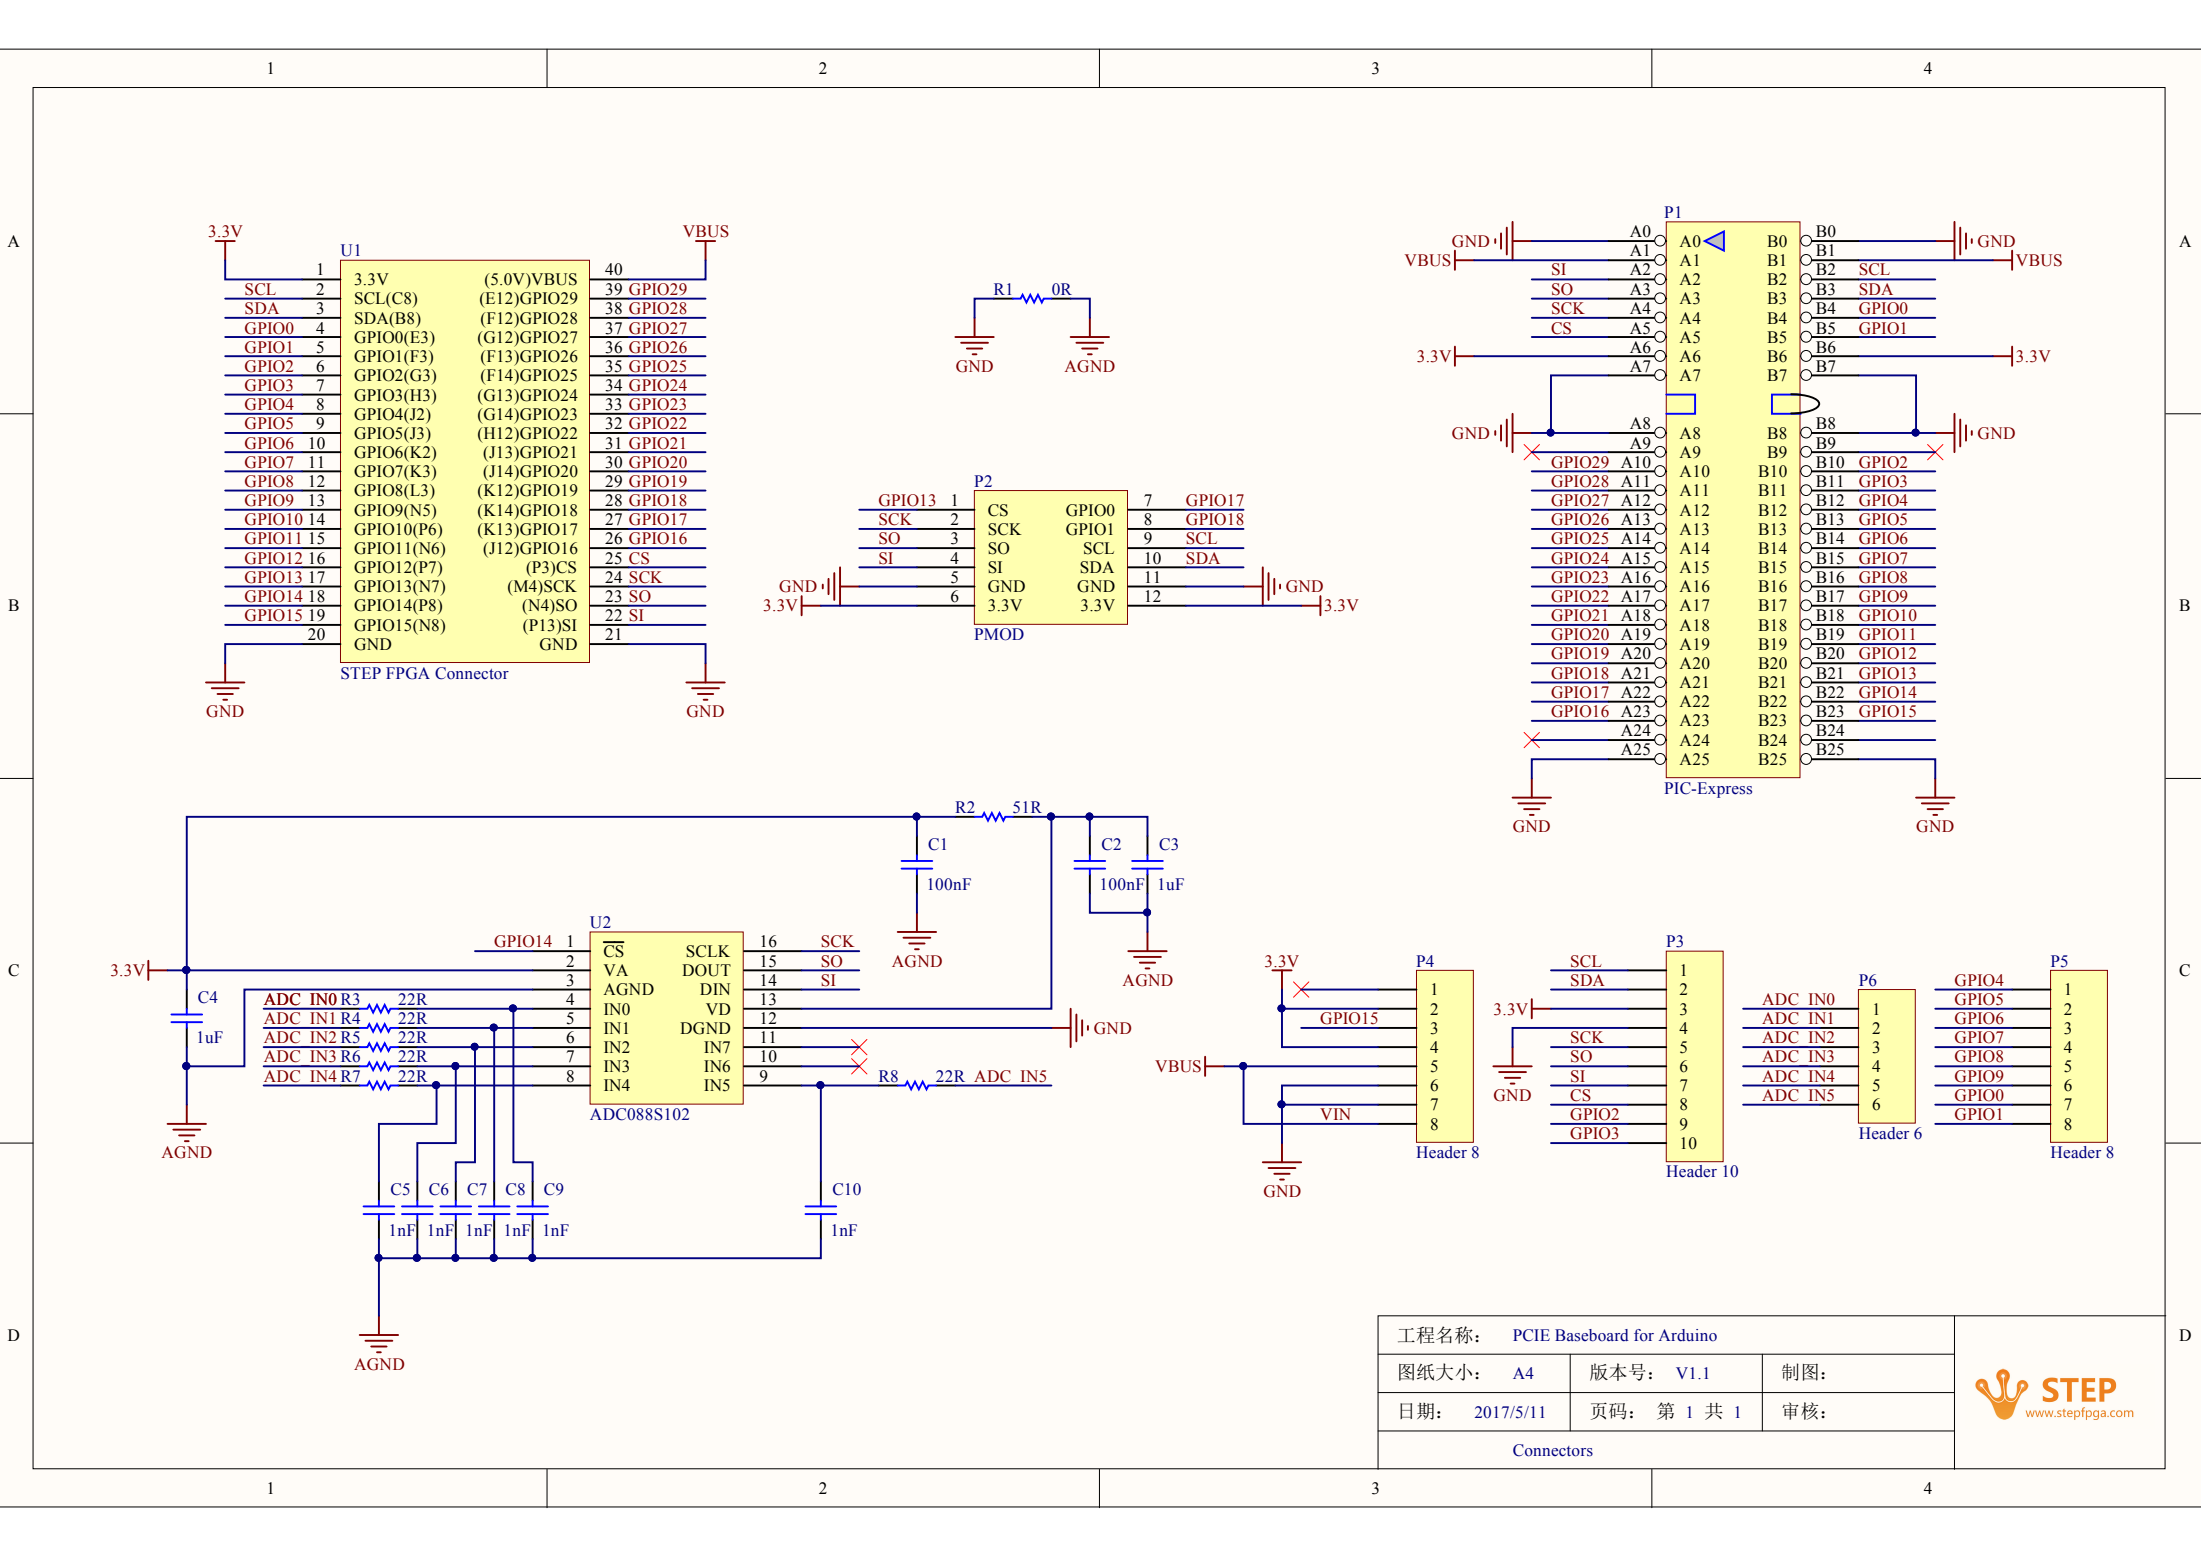 1 2 3 4
A A
B B
C C
D D
3.3V
VBUS
U1
1 3.3V (5.0V)VBUS 40
SCL 2 SCL(C8) (E12)GPIO29 39 GPIO29
SDA 3 SDA(B8) (F12)GPIO28 38 GPIO28
GPIO0 4 GPIO0(E3) (G12)GPIO27 37 GPIO27
GPIO1 5 GPIO1(F3) (F13)GPIO26 36 GPIO26
GPIO2 6 GPIO2(G3) (F14)GPIO25 35 GPIO25
GPIO3 7 GPIO3(H3) (G13)GPIO24 34 GPIO24
GPIO4 8 GPIO4(J2) (G14)GPIO23 33 GPIO23
GPIO5 9 GPIO5(J3) (H12)GPIO22 32 GPIO22
GPIO6 10 GPIO6(K2) (J13)GPIO21 31 GPIO21
GPIO7 11 GPIO7(K3) (J14)GPIO20 30 GPIO20
GPIO8 12 GPIO8(L3) (K12)GPIO19 29 GPIO19
GPIO9 13 GPIO9(N5) (K14)GPIO18 28 GPIO18
GPIO10 14 GPIO10(P6) (K13)GPIO17 27 GPIO17
GPIO11 15 GPIO11(N6) (J12)GPIO16 26 GPIO16
GPIO12 16 GPIO12(P7) (P3)CS 25 CS
GPIO13 17 GPIO13(N7) (M4)SCK 24 SCK
GPIO14 18 GPIO14(P8) (N4)SO 23 SO
GPIO15 19 GPIO15(N8) (P13)SI 22 SI
20 GND GND 21
STEP FPGA Connector
GND GND
R1 0R
GND AGND
P2
GPIO13 1 CS GPIO0 7 GPIO17
SCK 2 SCK GPIO1 8 GPIO18
SO 3 SO SCL 9 SCL
SI 4 SI SDA 10 SDA
GND 5 GND GND 11 GND
3.3V 6 3.3V 3.3V 12 3.3V
PMOD
P1
GND A0 A0 B0 B0 GND
VBUS A1 A1 B1 B1 VBUS
SI A2 A2 B2 B2 SCL
SO A3 A3 B3 B3 SDA
SCK A4 A4 B4 B4 GPIO0
CS A5 A5 B5 B5 GPIO1
3.3V A6 A6 B6 B6 3.3V
A7 A7 B7 B7
GND A8 A8 B8 B8 GND
A9 A9 B9 B9
GPIO29 A10 A10 B10 B10 GPIO2
GPIO28 A11 A11 B11 B11 GPIO3
GPIO27 A12 A12 B12 B12 GPIO4
GPIO26 A13 A13 B13 B13 GPIO5
GPIO25 A14 A14 B14 B14 GPIO6
GPIO24 A15 A15 B15 B15 GPIO7
GPIO23 A16 A16 B16 B16 GPIO8
GPIO22 A17 A17 B17 B17 GPIO9
GPIO21 A18 A18 B18 B18 GPIO10
GPIO20 A19 A19 B19 B19 GPIO11
GPIO19 A20 A20 B20 B20 GPIO12
GPIO18 A21 A21 B21 B21 GPIO13
GPIO17 A22 A22 B22 B22 GPIO14
GPIO16 A23 A23 B23 B23 GPIO15
A24 A24 B24 B24
A25 A25 B25 B25
PIC-Express
GND GND
R2 51R
C1 C2 C3
100nF 100nF 1uF
AGND AGND
U2
GPIO14 1 CS SCLK 16 SCK
3.3V 2 VA DOUT 15 SO
3 AGND DIN 14 SI
ADC_IN0 R3 22R 4 IN0 VD 13
ADC_IN1 R4 22R 5 IN1 DGND 12 GND
ADC_IN2 R5 22R 6 IN2 IN7 11
ADC_IN3 R6 22R 7 IN3 IN6 10
ADC_IN4 R7 22R 8 IN4 IN5 9 R8 22R ADC_IN5
ADC088S102
C4
1uF
AGND
C5 C6 C7 C8 C9 C10
1nF 1nF 1nF 1nF 1nF 1nF
AGND
3.3V P4
1
2
GPIO15 3
4
VBUS 5
6
7
VIN 8
Header 8
GND
P3
SCL 1
SDA 2
3.3V 3
4
SCK 5
SO 6
SI 7
CS 8
GPIO2 9
GPIO3 10
Header 10
GND
P6
ADC_IN0 1
ADC_IN1 2
ADC_IN2 3
ADC_IN3 4
ADC_IN4 5
ADC_IN5 6
Header 6
P5
GPIO4 1
GPIO5 2
GPIO6 3
GPIO7 4
GPIO8 5
GPIO9 6
GPIO0 7
GPIO1 8
Header 8
工程名称： PCIE Baseboard for Arduino
图纸大小： A4 版本号： V1.1 制图：
日期： 2017/5/11 页码： 第 1 共 1 审核：
Connectors
STEP
www.stepfpga.com
1 2 3 4